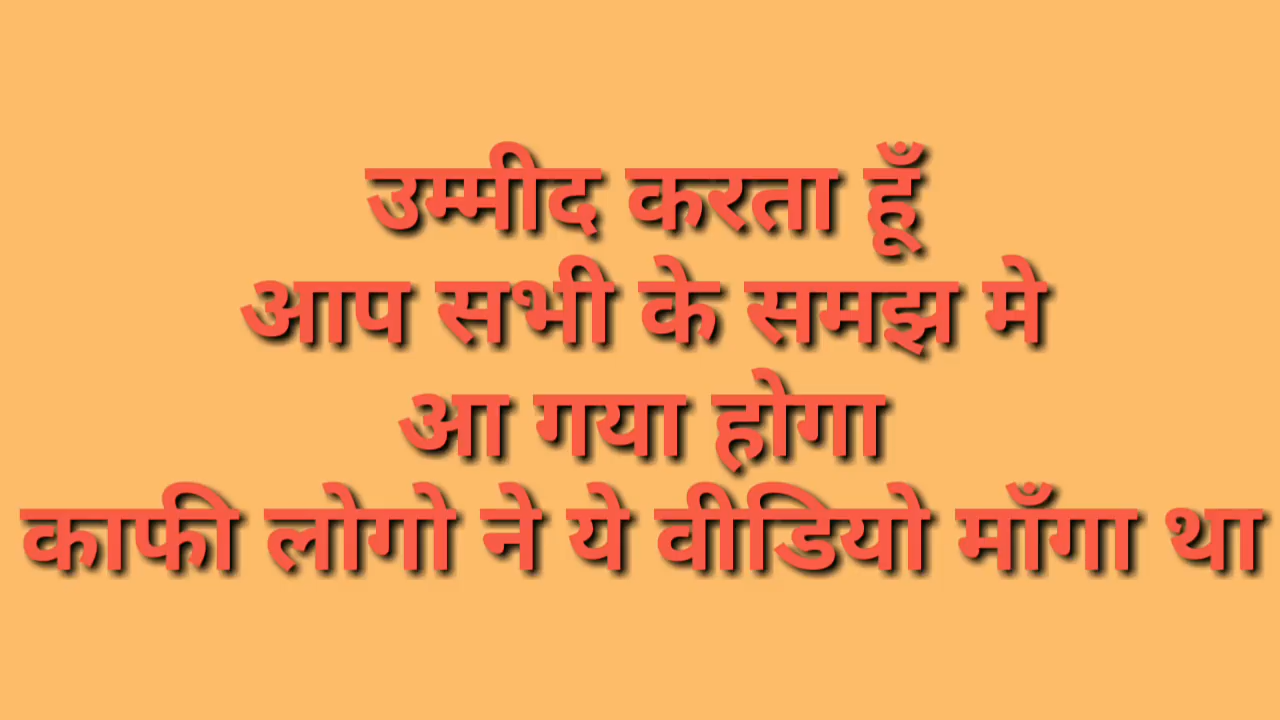 उम्मीद करता हूँ
आप सभी के समझ मे
आ गया होगा
काफी लोगो ने ये वीडियो माँगा था